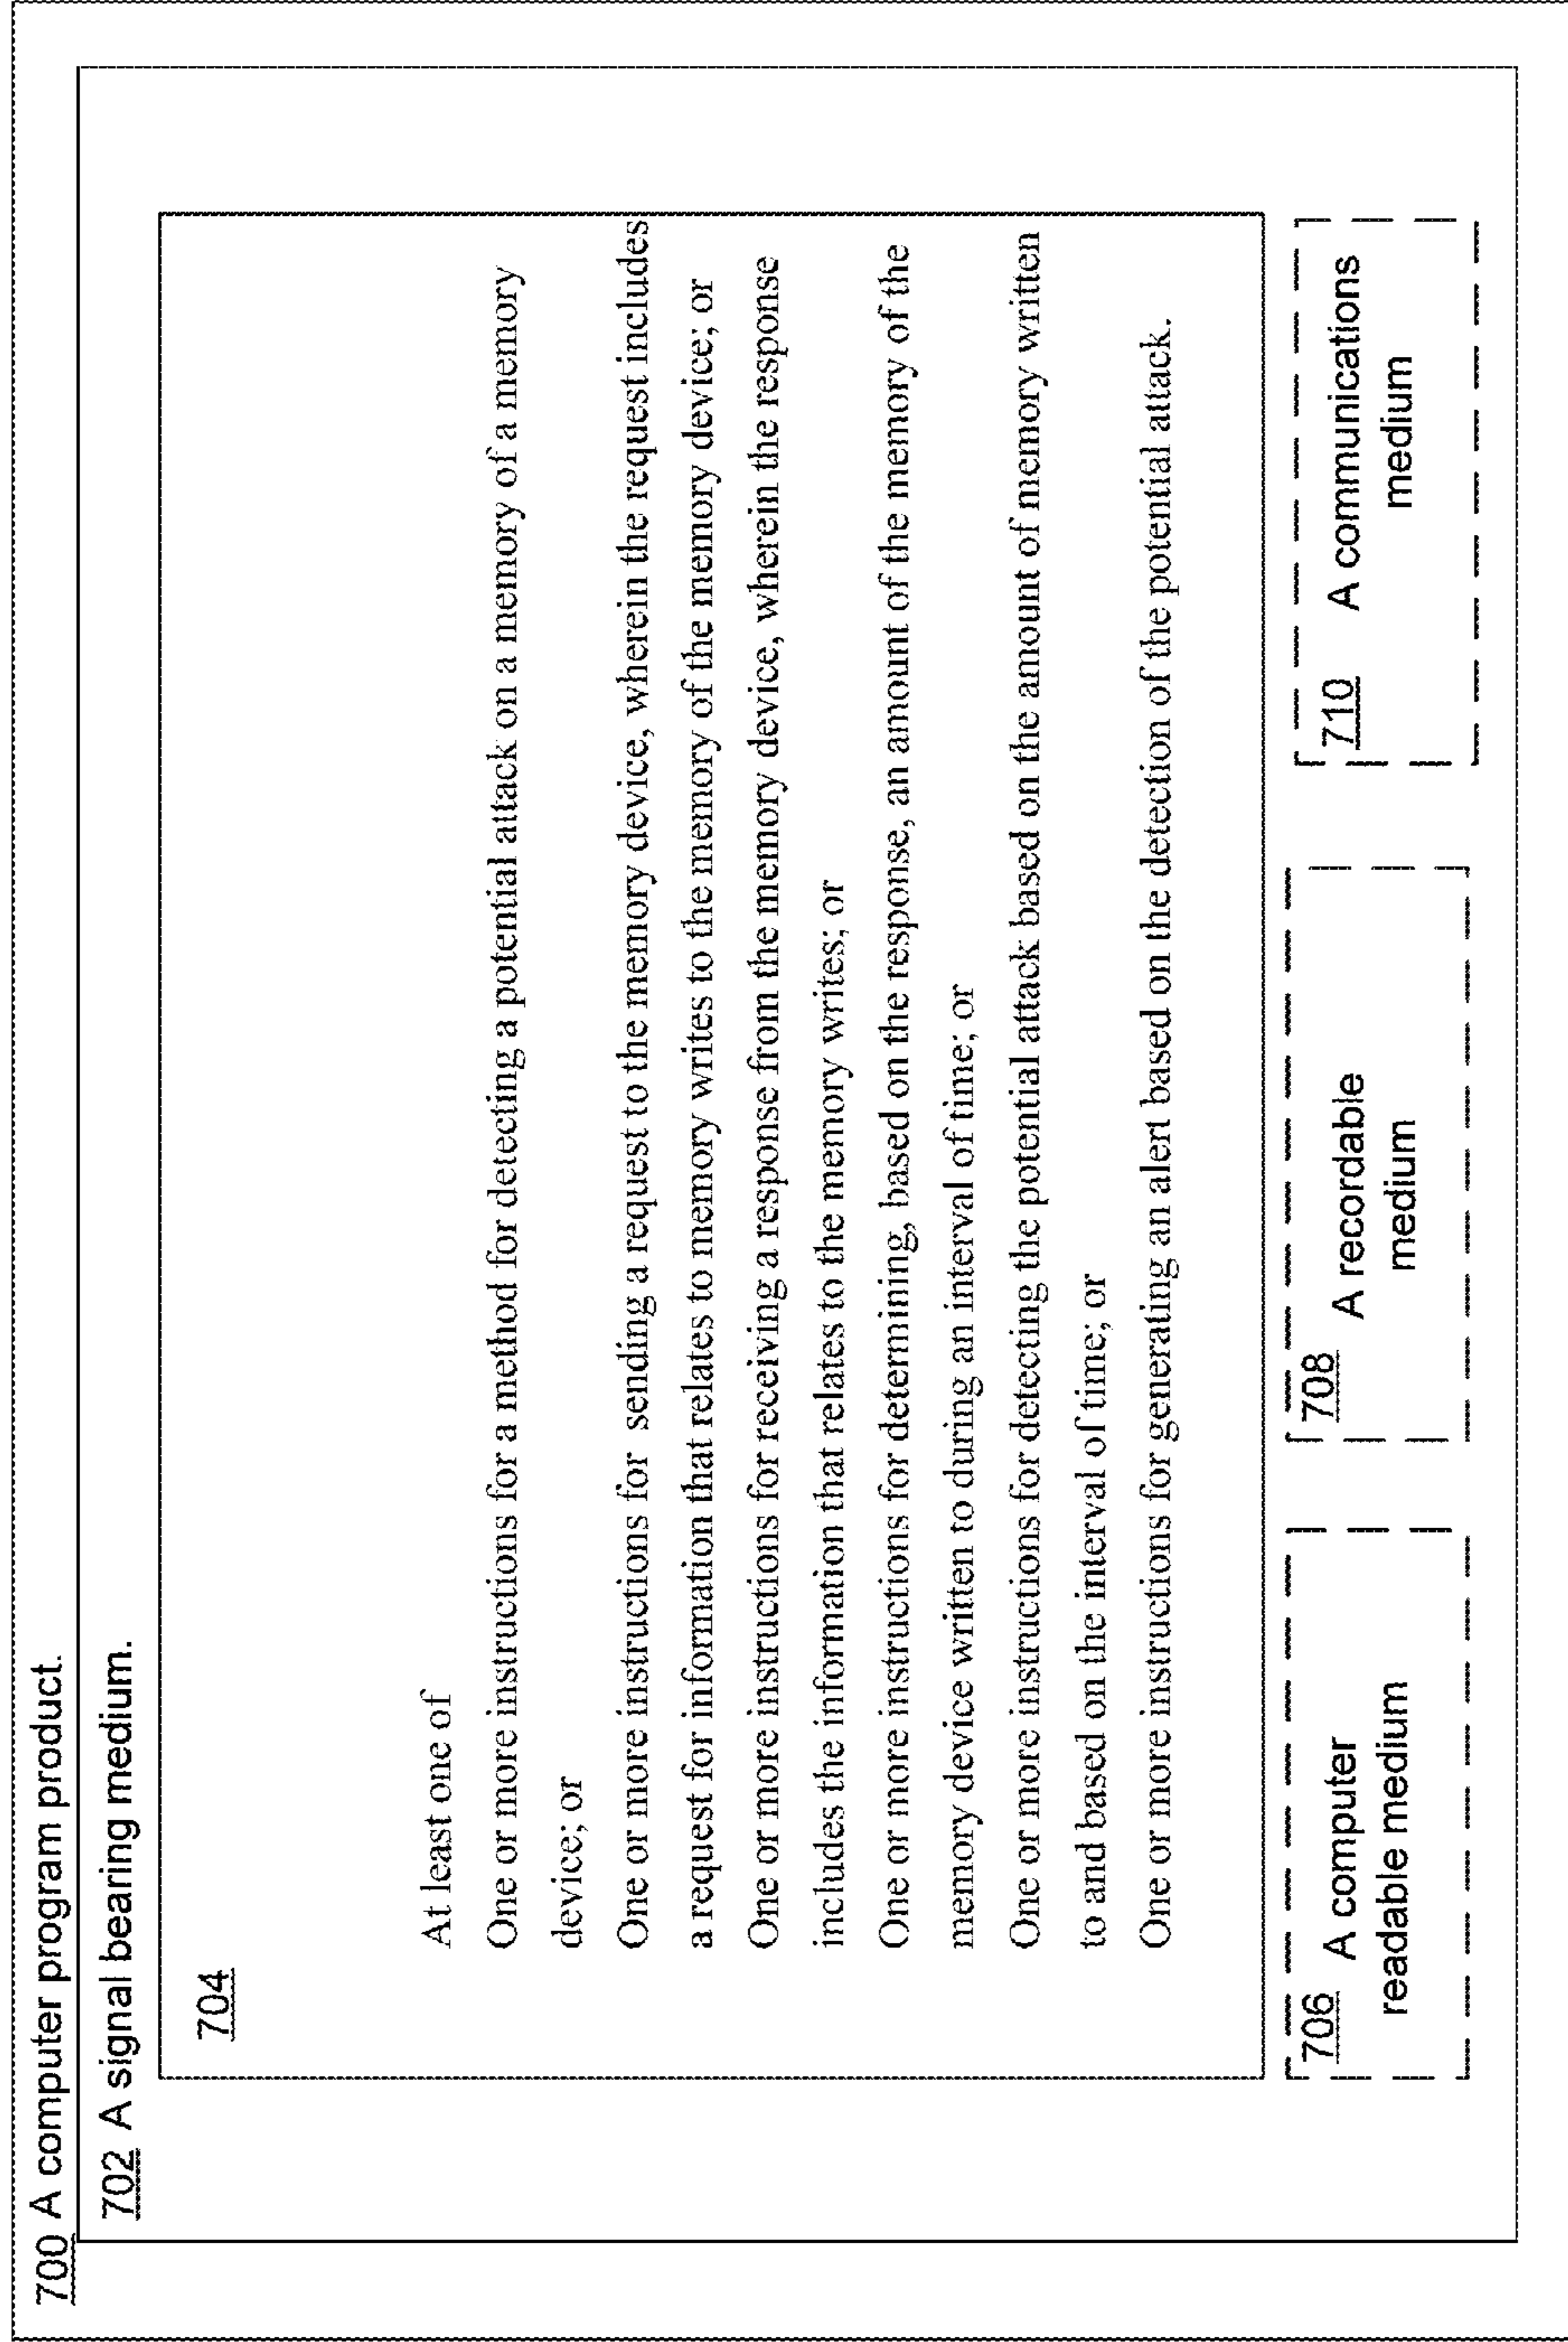 700 A computer program product.
702 A signal bearing medium.
704
At least one of
One or more instructions for a method for detecting a potential attack on a memory of a memory
device; or
One or more instructions for sending a request to the memory device, wherein the request includes
a request for information that relates to memory writes to the memory of the memory device; or
One or more instructions for receiving a response from the memory device, wherein the response
includes the information that relates to the memory writes; or
One or more instructions for determining, based on the response, an amount of the memory of the
memory device written to during an interval of time; or
One or more instructions for detecting the potential attack based on the amount of memory written
to and based on the interval of time; or
One or more instructions for generating an alert based on the detection of the potential attack.
706 A computer
readable medium
708 A recordable
medium
710 A communications
medium